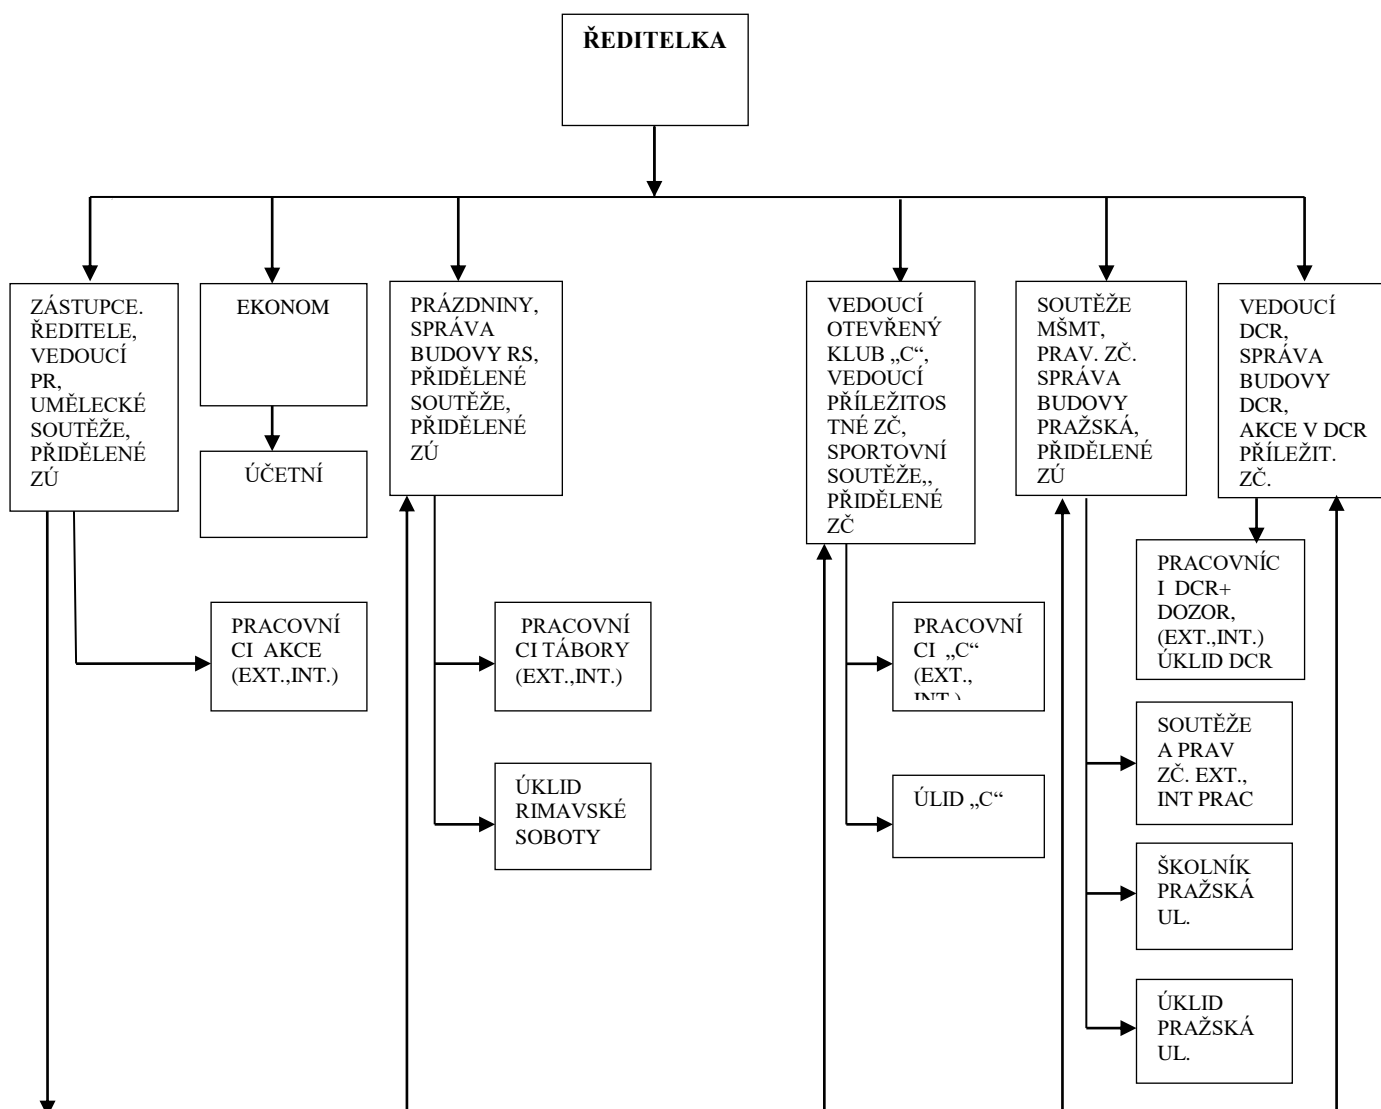 ŘEDITELKA
ZÁSTUPCE.
ŘEDITELE,
VEDOUCÍ
PR,
UMĚLECKÉ
SOUTĚŽE,
PŘIDĚLENÉ
ZÚ
EKONOM
ÚČETNÍ
PRÁZDNINY,
SPRÁVA
BUDOVY RS,
PŘIDĚLENÉ
SOUTĚŽE,
PŘIDĚLENÉ
ZÚ
VEDOUCÍ
OTEVŘENÝ
KLUB „C“,
VEDOUCÍ
PŘÍLEŽITOS
TNÉ ZČ,
SPORTOVNÍ
SOUTĚŽE,,
PŘIDĚLENÉ
ZČ
SOUTĚŽE
MŠMT,
PRAV. ZČ.
SPRÁVA
BUDOVY
PRAŽSKÁ,
PŘIDĚLENÉ
ZÚ
VEDOUCÍ
DCR,
SPRÁVA
BUDOVY
DCR,
AKCE V DCR
PŘÍLEŽIT.
ZČ.
PRACOVNÍ
CI AKCE
(EXT.,INT.)
PRACOVNÍ
CI TÁBORY
(EXT.,INT.)
ÚKLID
RIMAVSKÉ
SOBOTY
PRACOVNÍ
CI „C“
(EXT.,
INT.)
ÚLID „C“
PRACOVNÍC
I DCR+
DOZOR,
(EXT.,INT.)
ÚKLID DCR
SOUTĚŽE
A PRAV
ZČ. EXT.,
INT PRAC
ŠKOLNÍK
PRAŽSKÁ
UL.
ÚKLID
PRAŽSKÁ
UL.